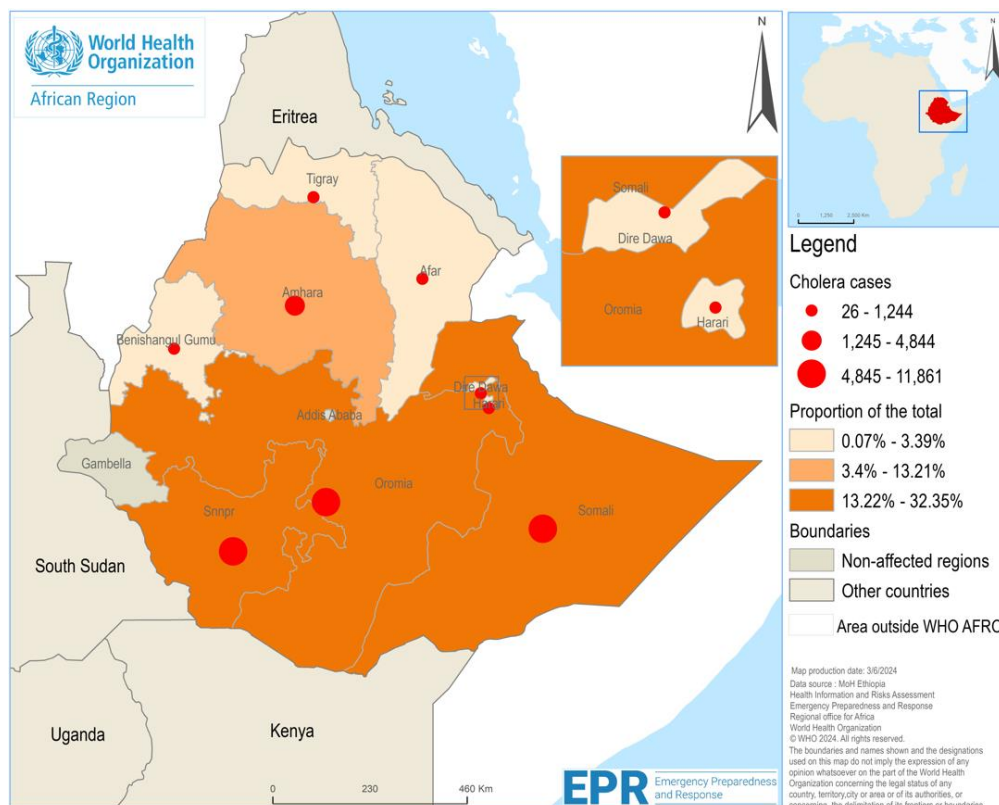 World Health
Organization
African Region
N
Eritrea
Tigray
Afar
Amhara
Benishangul Gumu
Dire Dawa
Harari
Addis Ababa
Gambella
Oromia
Snnpr
Somali
South Sudan
Uganda
Kenya
0 230 460 Km
EPR Emergency Preparedness
and Response
Somali
Dire Dawa
Oromia
Harari
N
0 1,250 2,500 Km
Legend
Cholera cases
26 - 1,244
1,245 - 4,844
4,845 - 11,861
Proportion of the total
0.07% - 3.39%
3.4% - 13.21%
13.22% - 32.35%
Boundaries
Non-affected regions
Other countries
Area outside WHO AFRO
Map production date: 3/6/2024
Data source : MoH Ethiopia
Health Information and Risks Assessment
Emergency Preparedness and Response
Regional office for Africa
World Health Organization
© WHO 2024. All rights reserved.
The boundaries and names shown and the designations
used on this map do not imply the expression of any
opinion whatsoever on the part of the World Health
Organization concerning the legal status of any
country, territory,city or area or of its authorities, or